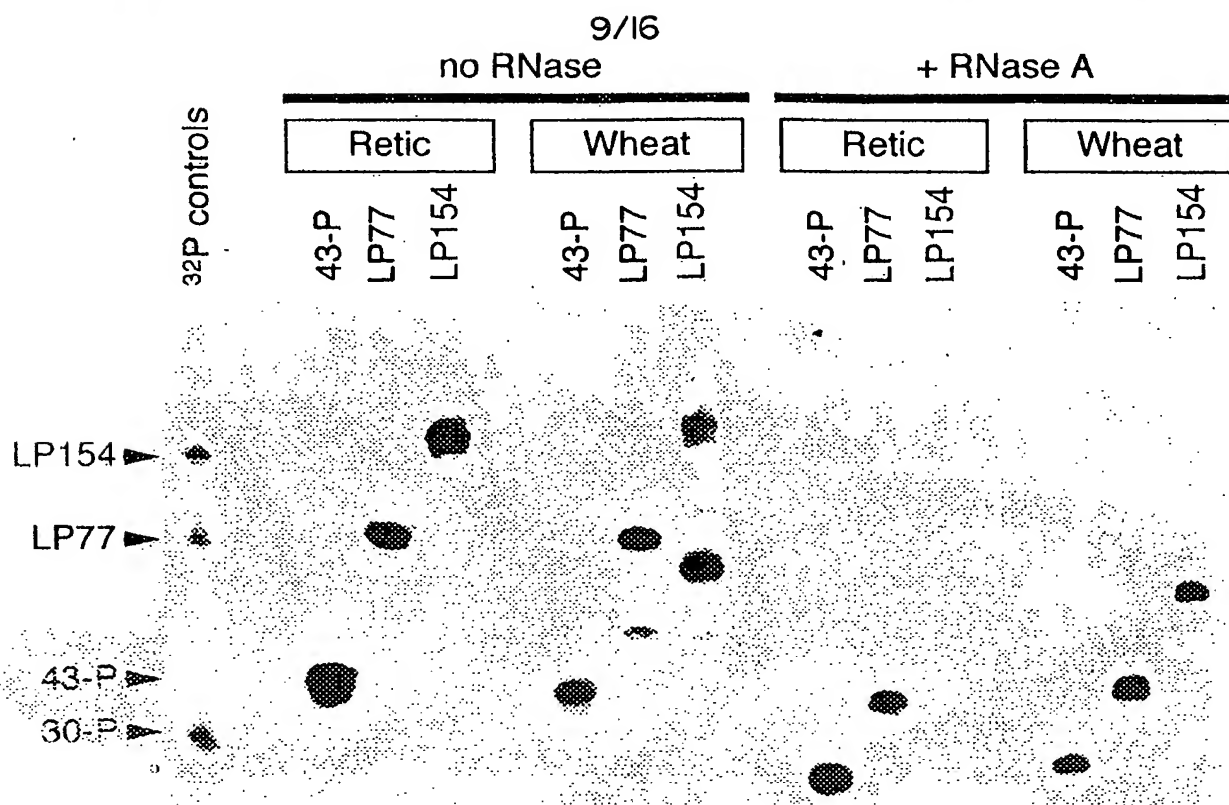 9/16
no RNase + RNase A
Retic Wheat Retic Wheat
32P controls 43-P LP77 LP154 43-P LP77 LP154 43-P LP77 LP154 43-P LP77 LP154
LP154
LP77
43-P
30-P